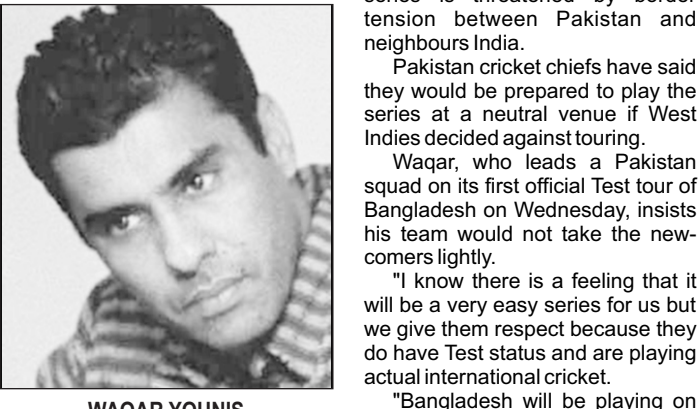 series is threatened by border
tension between Pakistan and
neighbours India.
Pakistan cricket chiefs have said
they would be prepared to play the
series at a neutral venue if West
Indies decided against touring.
Waqar, who leads a Pakistan
squad on its first official Test tour of
Bangladesh on Wednesday, insists
his team would not take the new-
comers lightly.
"I know there is a feeling that it
will be a very easy series for us but
we give them respect because they
do have Test status and are playing
actual international cricket.
"Bangladesh will be playing on
WAQAR YOUNIS